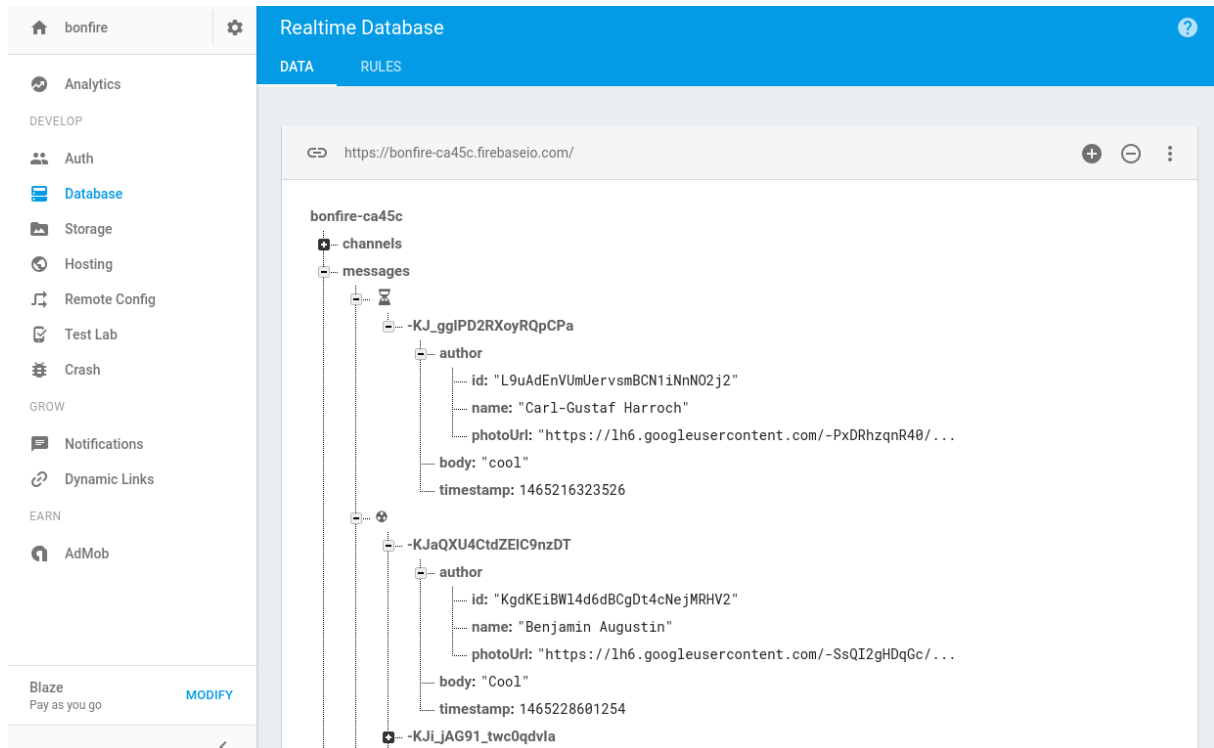 bonfire
Analytics
DEVELOP
Auth
Database
Storage
Hosting
Remote Config
Test Lab
Crash
GROW
Notifications
Dynamic Links
EARN
AdMob
Blaze
Pay as you go
MODIFY
Realtime Database
DATA RULES
https://bonfire-ca45c.firebaseio.com/
bonfire-ca45c
channels
messages
⌛
-KJ_gglPD2RXoyRQpCPa
author
id: "L9uAdEnVUmUervsmBCN1iNnNO2j2"
name: "Carl-Gustaf Harroch"
photoUrl: "https://lh6.googleusercontent.com/-PxDRhzqnR40/...
body: "cool"
timestamp: 1465216323526
☢
-KJaQXU4CtdZElC9nzDT
author
id: "KgdKEiBWl4d6dBCgDt4cNejMRHV2"
name: "Benjamin Augustin"
photoUrl: "https://lh6.googleusercontent.com/-SsQI2gHDqGc/...
body: "Cool"
timestamp: 1465228601254
-KJi_jAG91_twc0qdvla